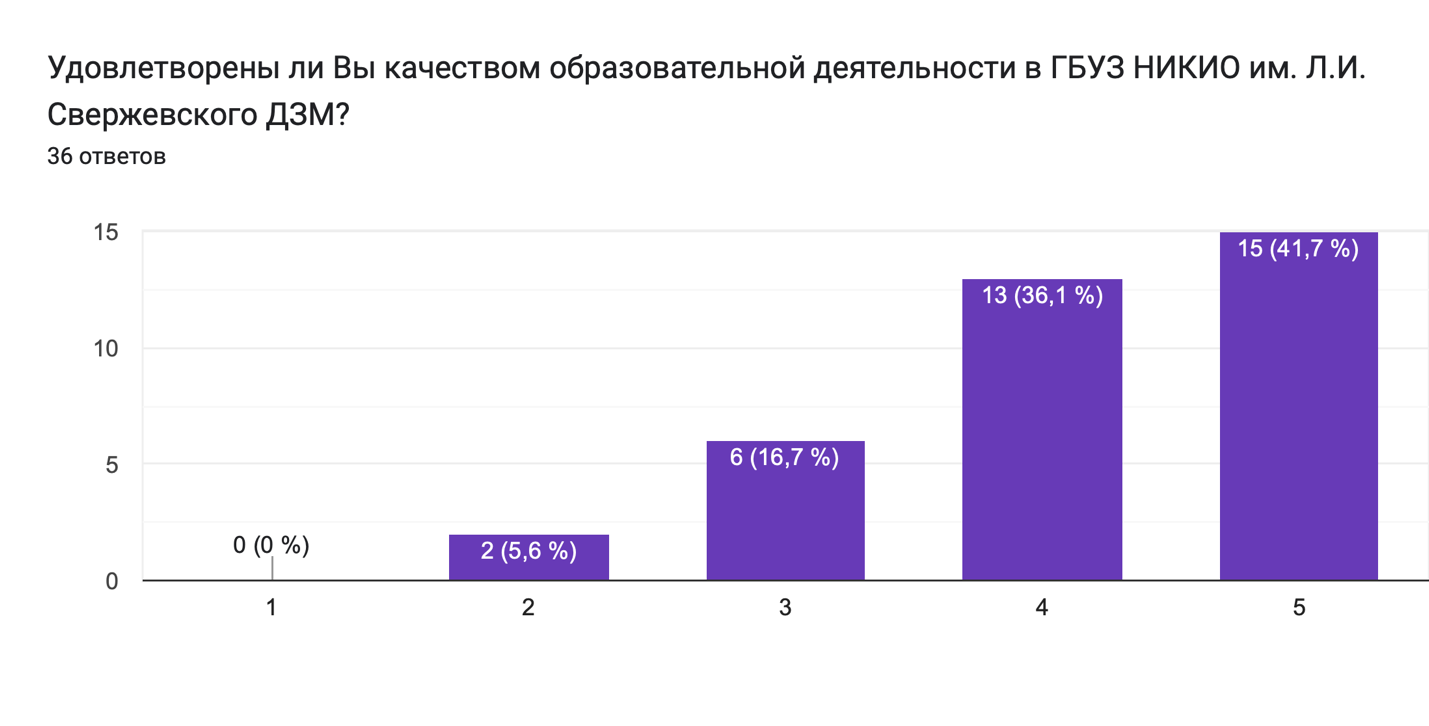 Удовлетворены ли Вы качеством образовательной деятельности в ГБУЗ НИКИО им. Л.И.
Свержевского ДЗМ?
36 ответов
15
10
5
0
0 (0 %)
2 (5,6 %)
6 (16,7 %)
13 (36,1 %)
15 (41,7 %)
1
2
3
4
5